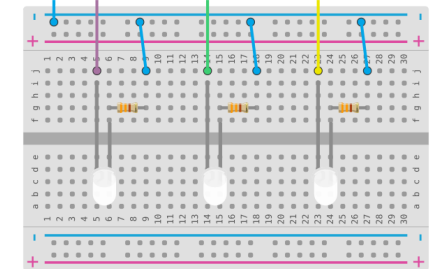 - -
+ +
1 2 3 4 5 6 7 8 9 10 11 12 13 14 15 16 17 18 19 20 21 22 23 24 25 26 27 28 29 30
j j
i i
h h
g g
f f
e e
d d
c c
b b
a a
1 2 3 4 5 6 7 8 9 10 11 12 13 14 15 16 17 18 19 20 21 22 23 24 25 26 27 28 29 30
- -
+ +